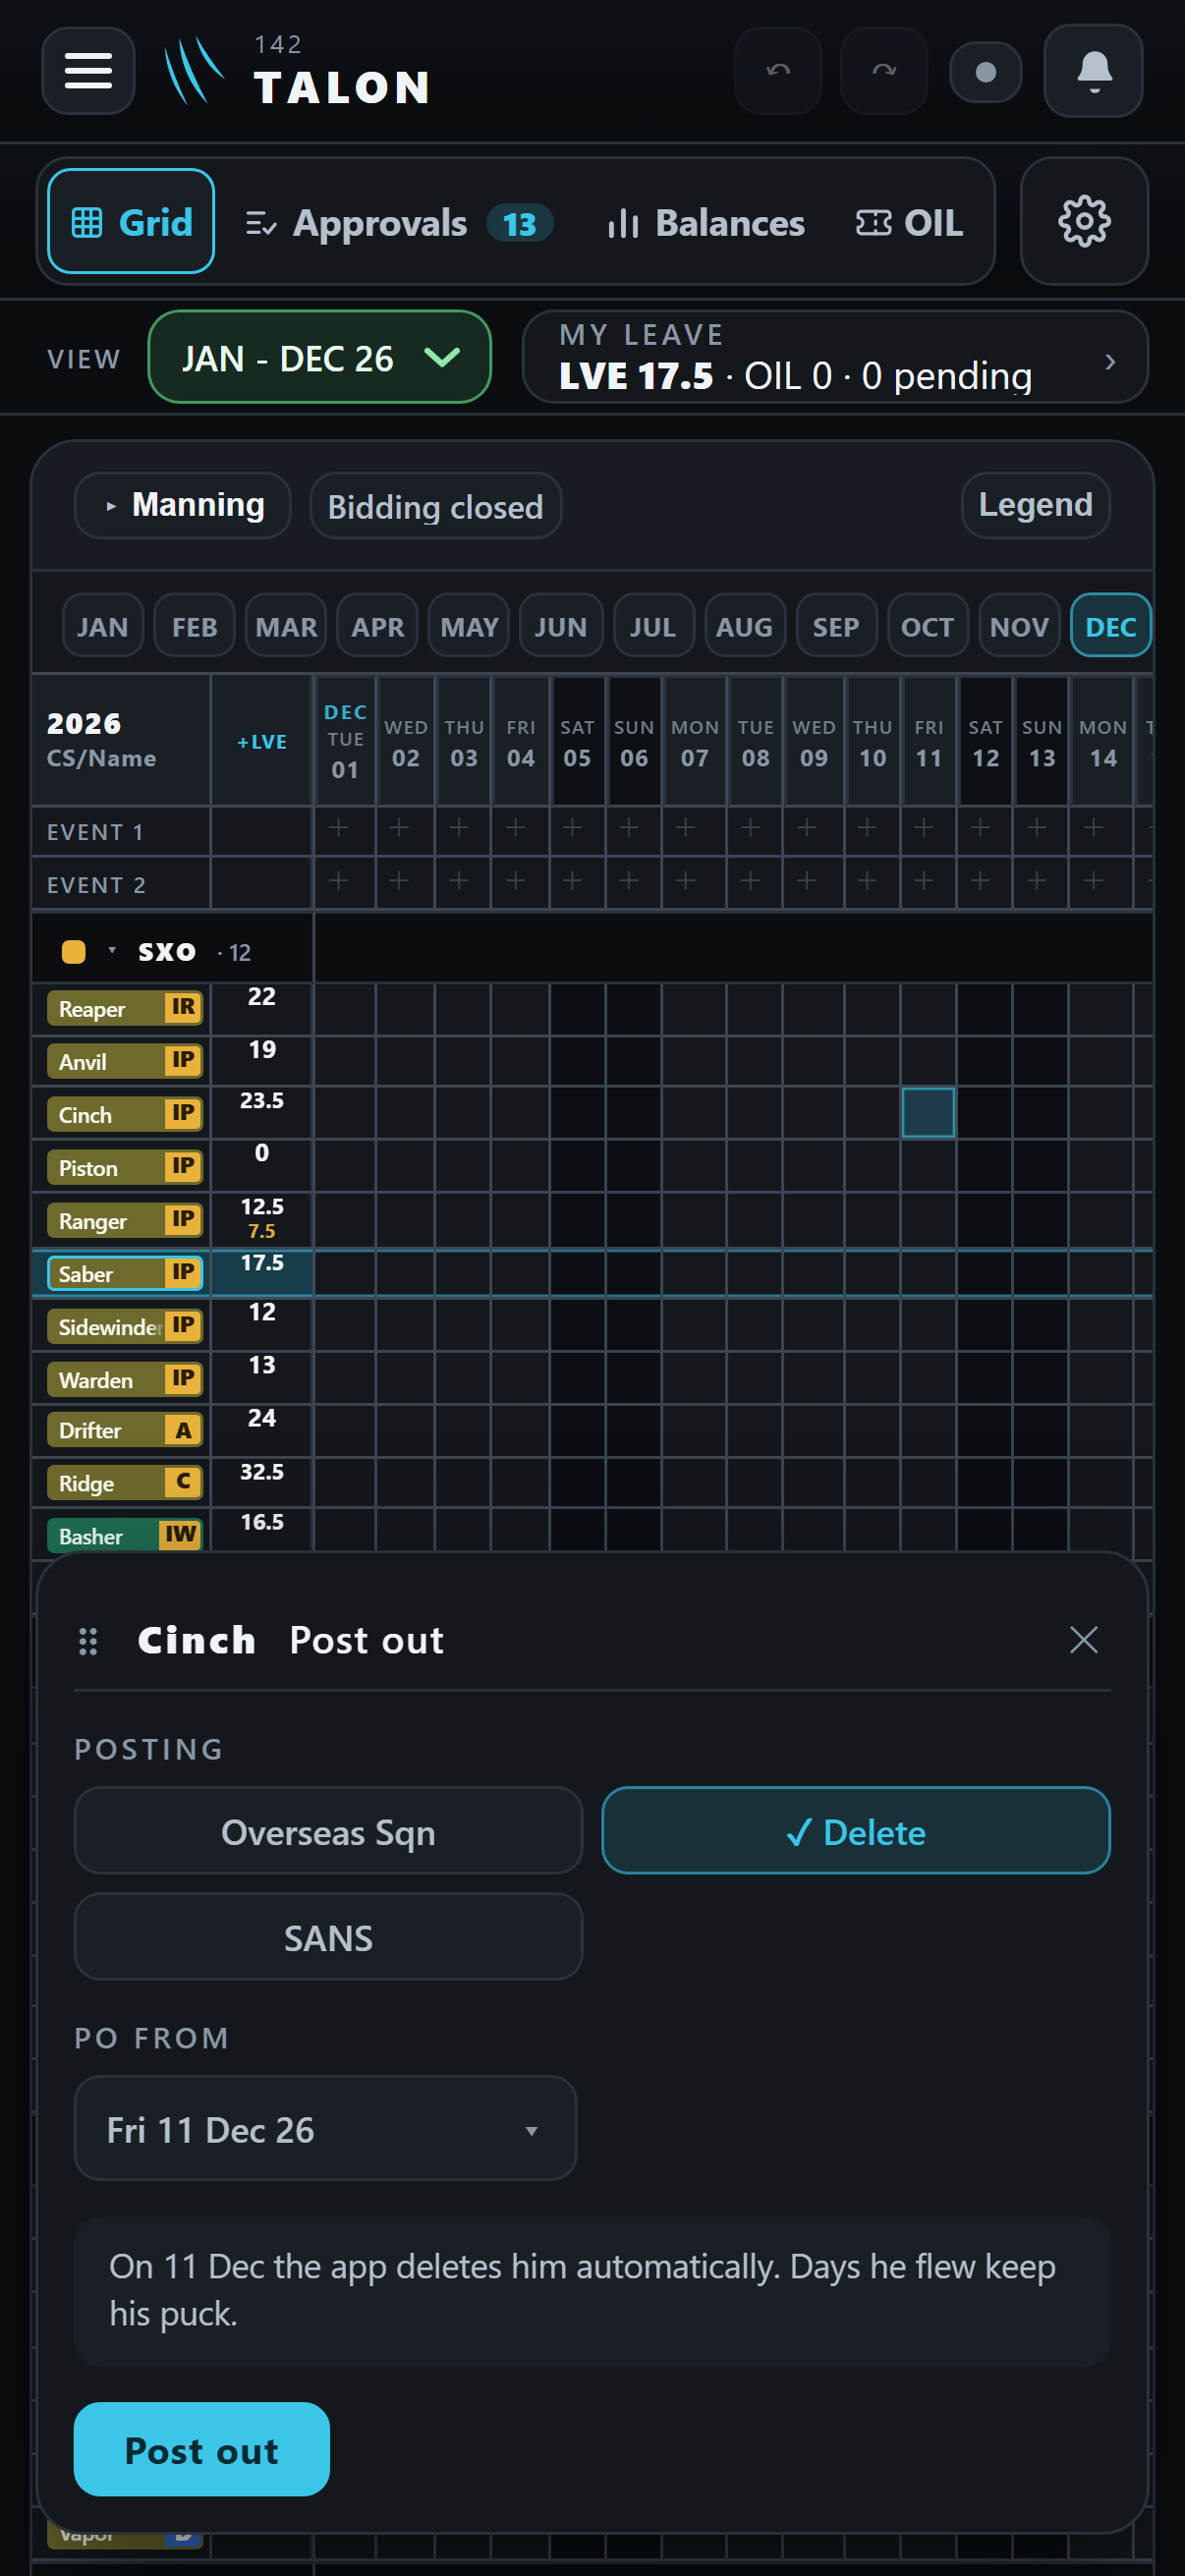 142
TALON
Grid
Approvals 13
Balances
OIL
VIEW
JAN - DEC 26
MY LEAVE
LVE 17.5 · OIL 0 · 0 pending
Manning
Bidding closed
Legend
JAN FEB MAR APR MAY JUN JUL AUG SEP OCT NOV DEC
2026
CS/Name
+LVE
DEC
TUE WED THU FRI SAT SUN MON TUE WED THU FRI SAT SUN MON
01 02 03 04 05 06 07 08 09 10 11 12 13 14
EVENT 1 + + + + + + + + + + + + + +
EVENT 2 + + + + + + + + + + + + + +
SXO · 12
Reaper IR 22
Anvil IP 19
Cinch IP 23.5
Piston IP 0
Ranger IP 12.5
7.5
Saber IP 17.5
Sidewinder IP 12
Warden IP 13
Drifter A 24
Ridge C 32.5
Basher IW 16.5
Cinch Post out
POSTING
Overseas Sqn
✓ Delete
SANS
PO FROM
Fri 11 Dec 26
On 11 Dec the app deletes him automatically. Days he flew keep
his puck.
Post out